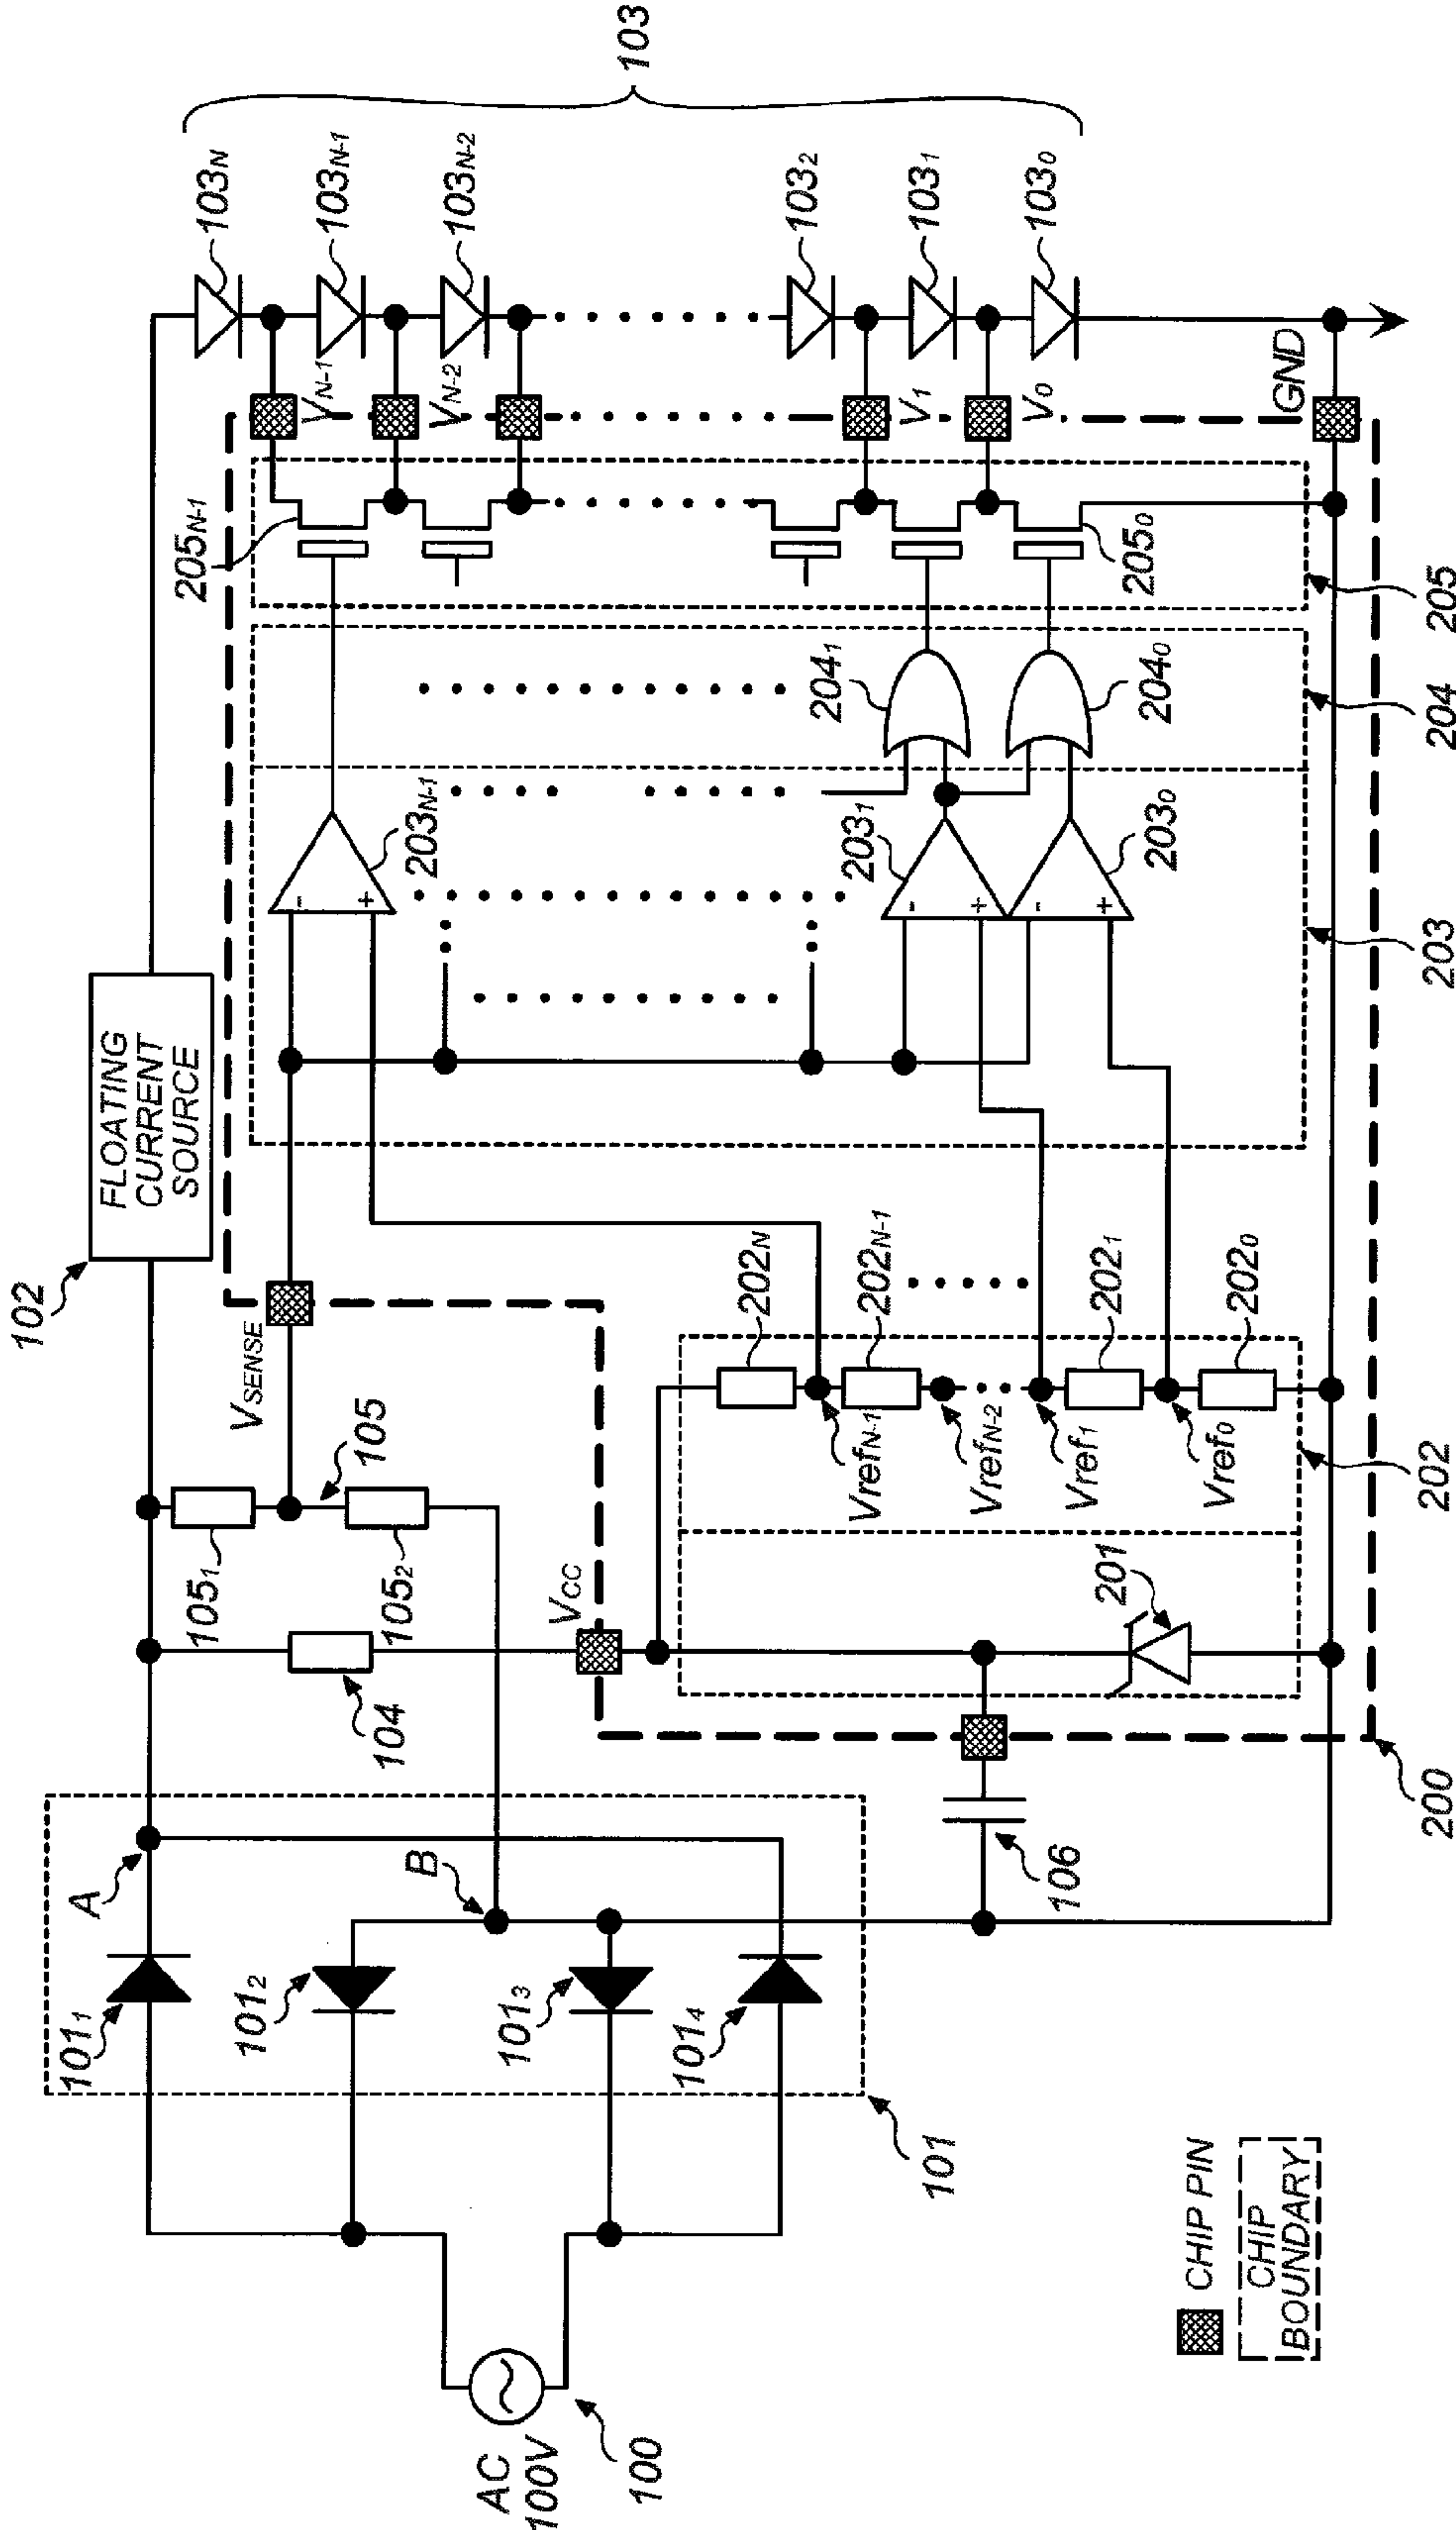 102
FLOATING
CURRENT
SOURCE
A
101₁
101₂
B
101₃
101₄
101
AC
100V
100
104
105₁
105₂
105
VSENSE
VCC
106
201
200
202N
VrefN-1
202N-1
VrefN-2
Vref₁
202₁
Vref₀
202₀
202
-
+
203N-1
203₁
-
+
-
+
203₀
203
204₁
204₀
204
205N-1
205₀
205
103N
VN-1
103N-1
VN-2
103N-2
103₂
V₁
103₁
V₀
103₀
GND
103
CHIP PIN
CHIP
BOUNDARY